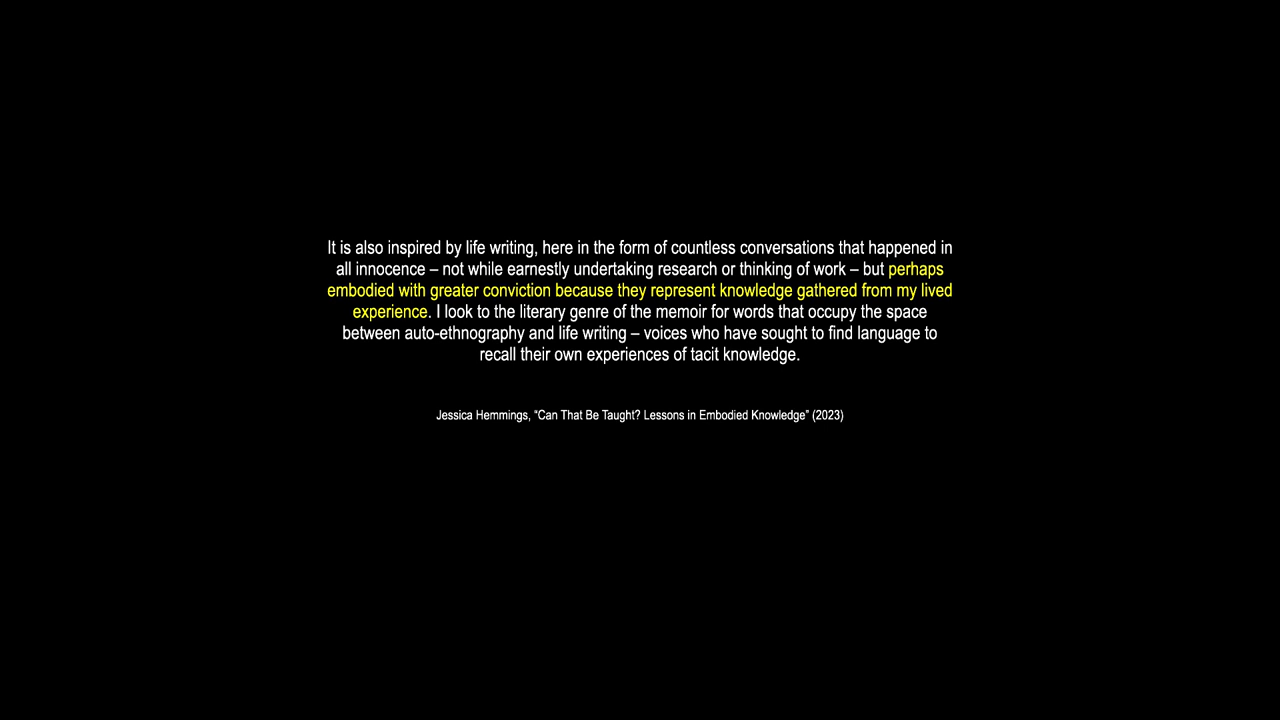 It is also inspired by life writing, here in the form of countless conversations that happened in
all innocence – not while earnestly undertaking research or thinking of work – but perhaps
embodied with greater conviction because they represent knowledge gathered from my lived
experience. I look to the literary genre of the memoir for words that occupy the space
between auto-ethnography and life writing – voices who have sought to find language to
recall their own experiences of tacit knowledge.
Jessica Hemmings, “Can That Be Taught? Lessons in Embodied Knowledge” (2023)